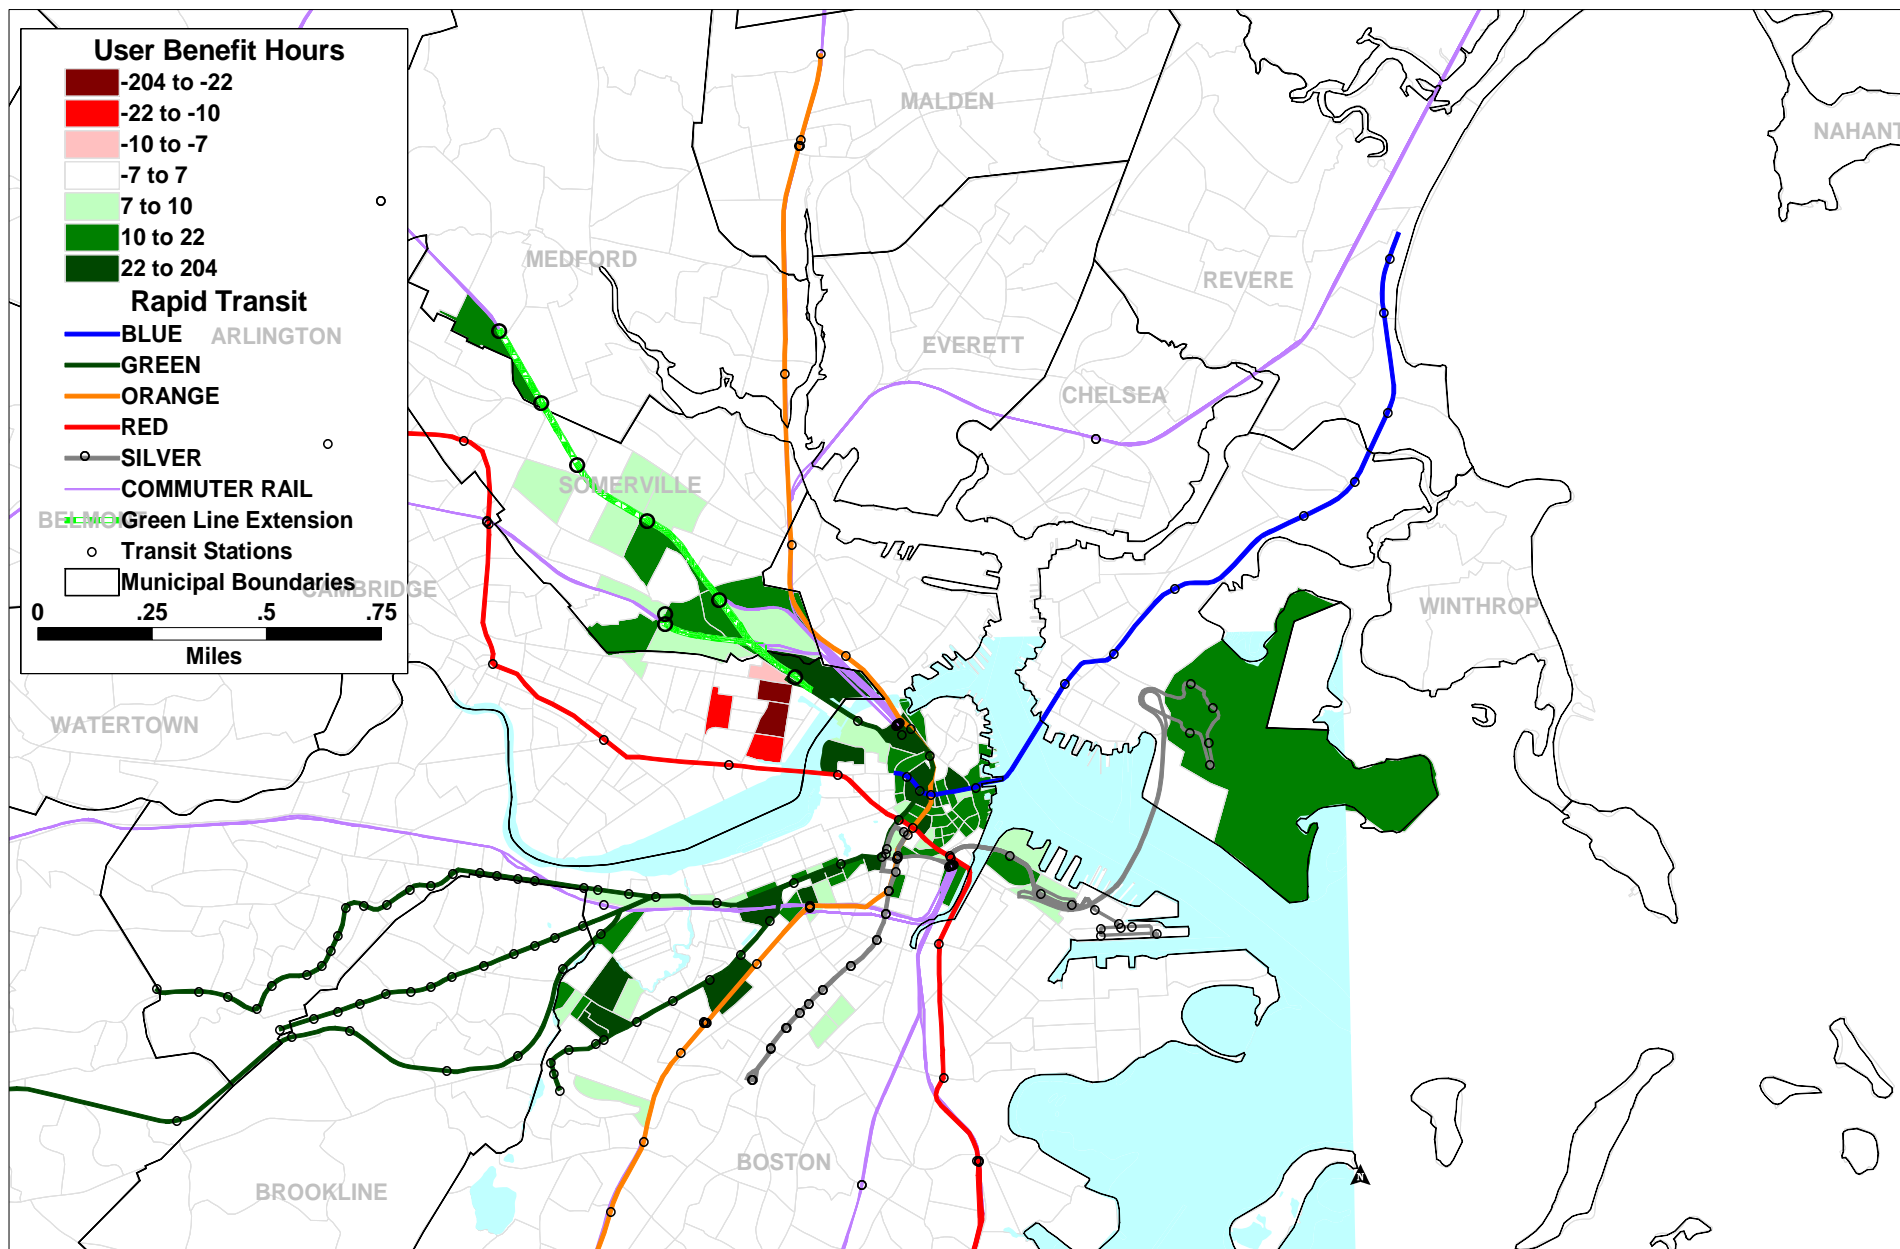 User Benefit Hours
-204 to -22
-22 to -10
-10 to -7
-7 to 7
7 to 10
10 to 22
22 to 204
Rapid Transit
BLUE
GREEN
ORANGE
RED
SILVER
COMMUTER RAIL
Green Line Extension
Transit Stations
Municipal Boundaries
0 .25 .5 .75
Miles
MALDEN
NAHANT
MEDFORD
REVERE
ARLINGTON
EVERETT
CHELSEA
SOMERVILLE
BELMONT
CAMBRIDGE
WINTHROP
WATERTOWN
BOSTON
BROOKLINE
N